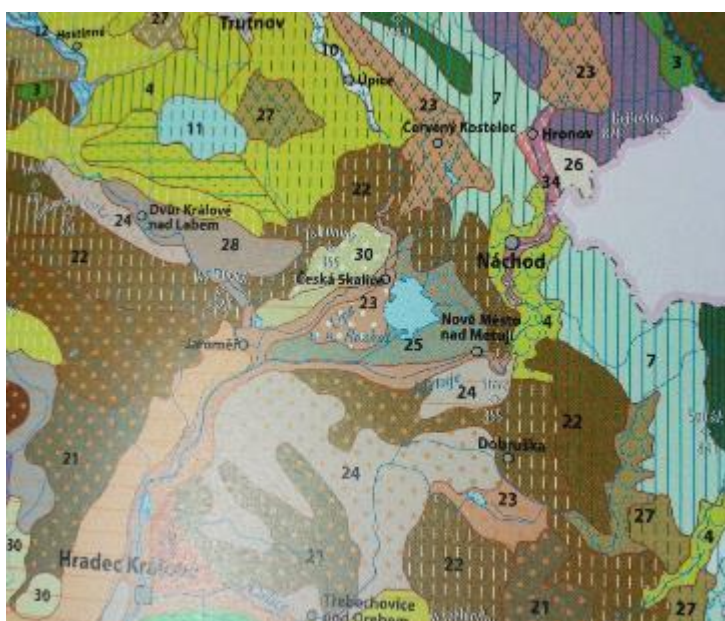 12
Hostinné
27
Trutnov
10
Úpice
7
23
3
3
4
11
27
23
Červený Kostelec
Hronov
26
34
22
24
Dvůr Králové
nad Labem
28
22
30
Česká Skalice
355
Náchod
23
4
Nové Město
nad Metují
25
Jaroměř
7
24
355
22
21
24
Dobruška
23
27
4
30
Hradec Králové
21
22
30
21
27
Třebechovice
pod Orebem